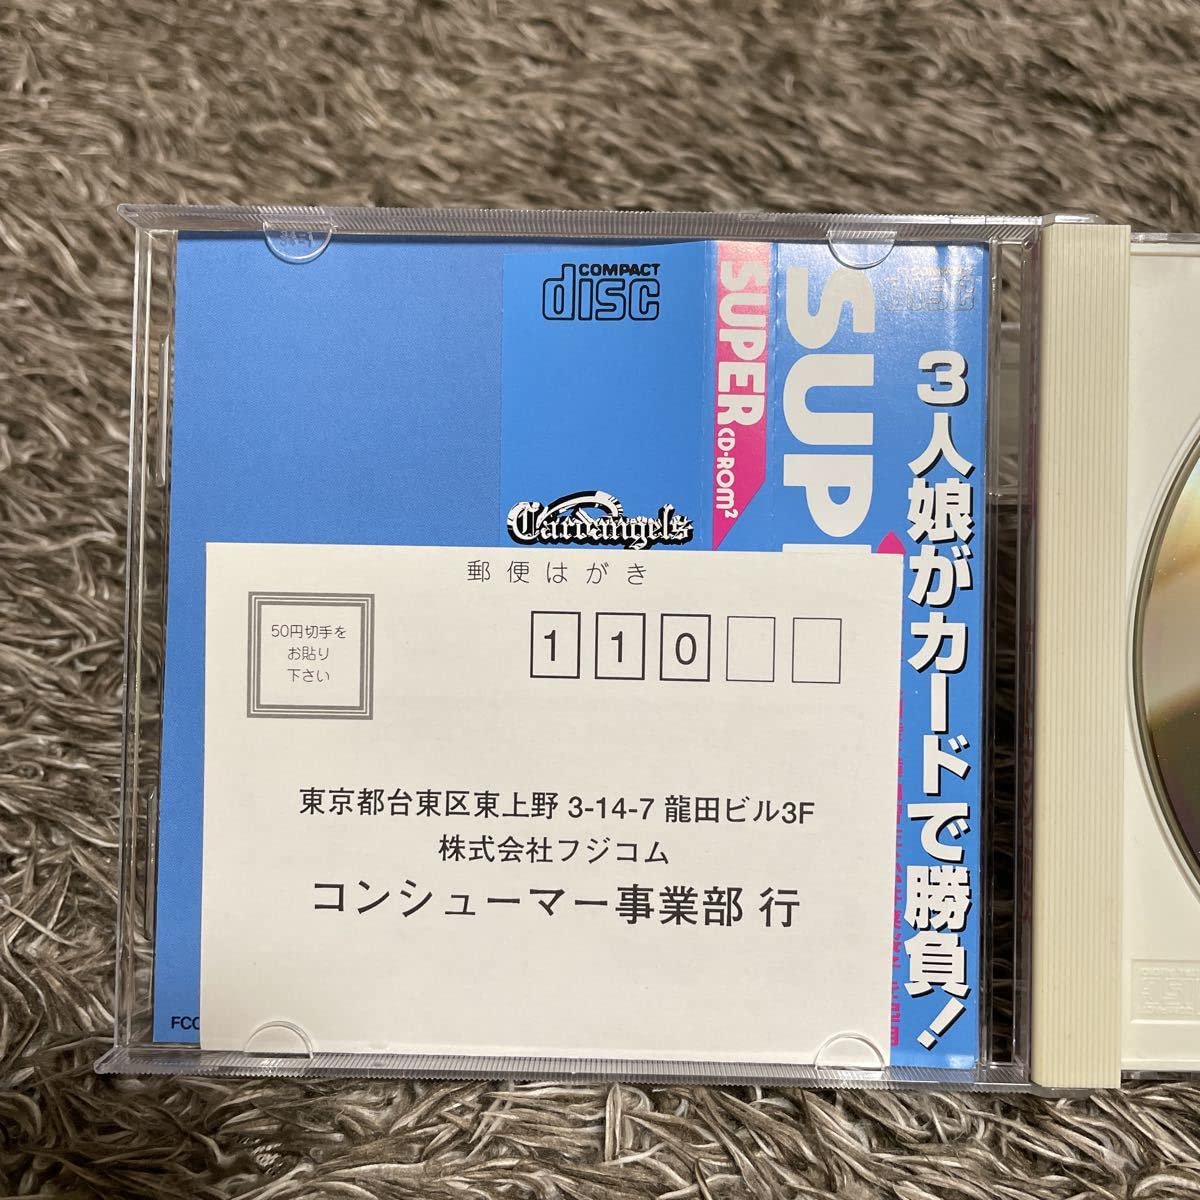 COMPACT
disc
SUPER
CD-ROM²
SUP
3人娘がカードで勝負!
Cardangels
郵便はがき
50円切手を
お貼り
下さい
110
東京都台東区東上野 3-14-7 龍田ビル3F
株式会社フジコム
コンシューマー事業部 行
FCC